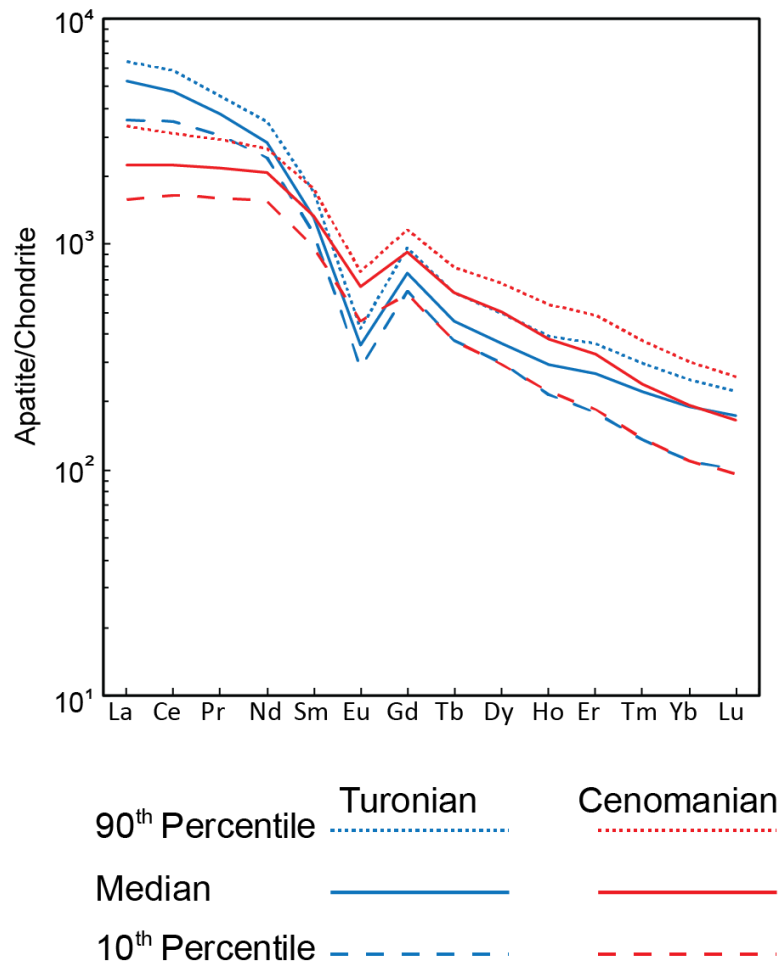 10⁴
10³
10²
10¹
Apatite/Chondrite
La Ce Pr Nd Sm Eu Gd Tb Dy Ho Er Tm Yb Lu
Turonian Cenomanian
90th Percentile
Median
10th Percentile